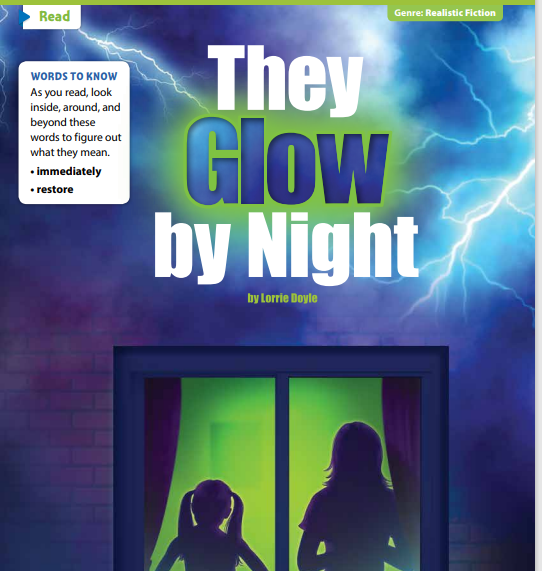 Read
Genre: Realistic Fiction
WORDS TO KNOW
As you read, look
inside, around, and
beyond these
words to figure out
what they mean.
• immediately
• restore
They
Glow
by Night
by Lorrie Doyle